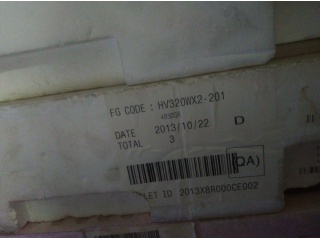 FG CODE : HV320WX2-201
DATE 2013/10/22 D
TOTAL 3
QA)
LET ID 2013X8R000CE002